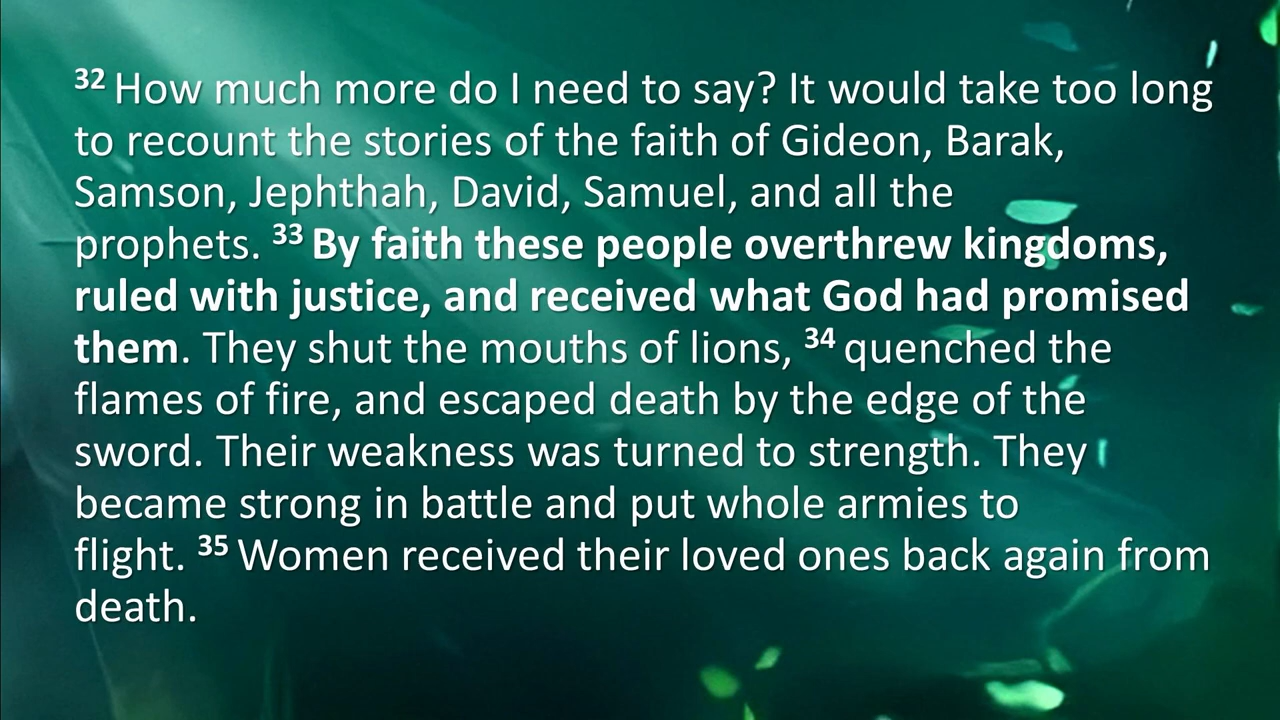 32 How much more do I need to say? It would take too long
to recount the stories of the faith of Gideon, Barak,
Samson, Jephthah, David, Samuel, and all the
prophets. 33 By faith these people overthrew kingdoms,
ruled with justice, and received what God had promised
them. They shut the mouths of lions, 34 quenched the
flames of fire, and escaped death by the edge of the
sword. Their weakness was turned to strength. They
became strong in battle and put whole armies to
flight. 35 Women received their loved ones back again from
death.